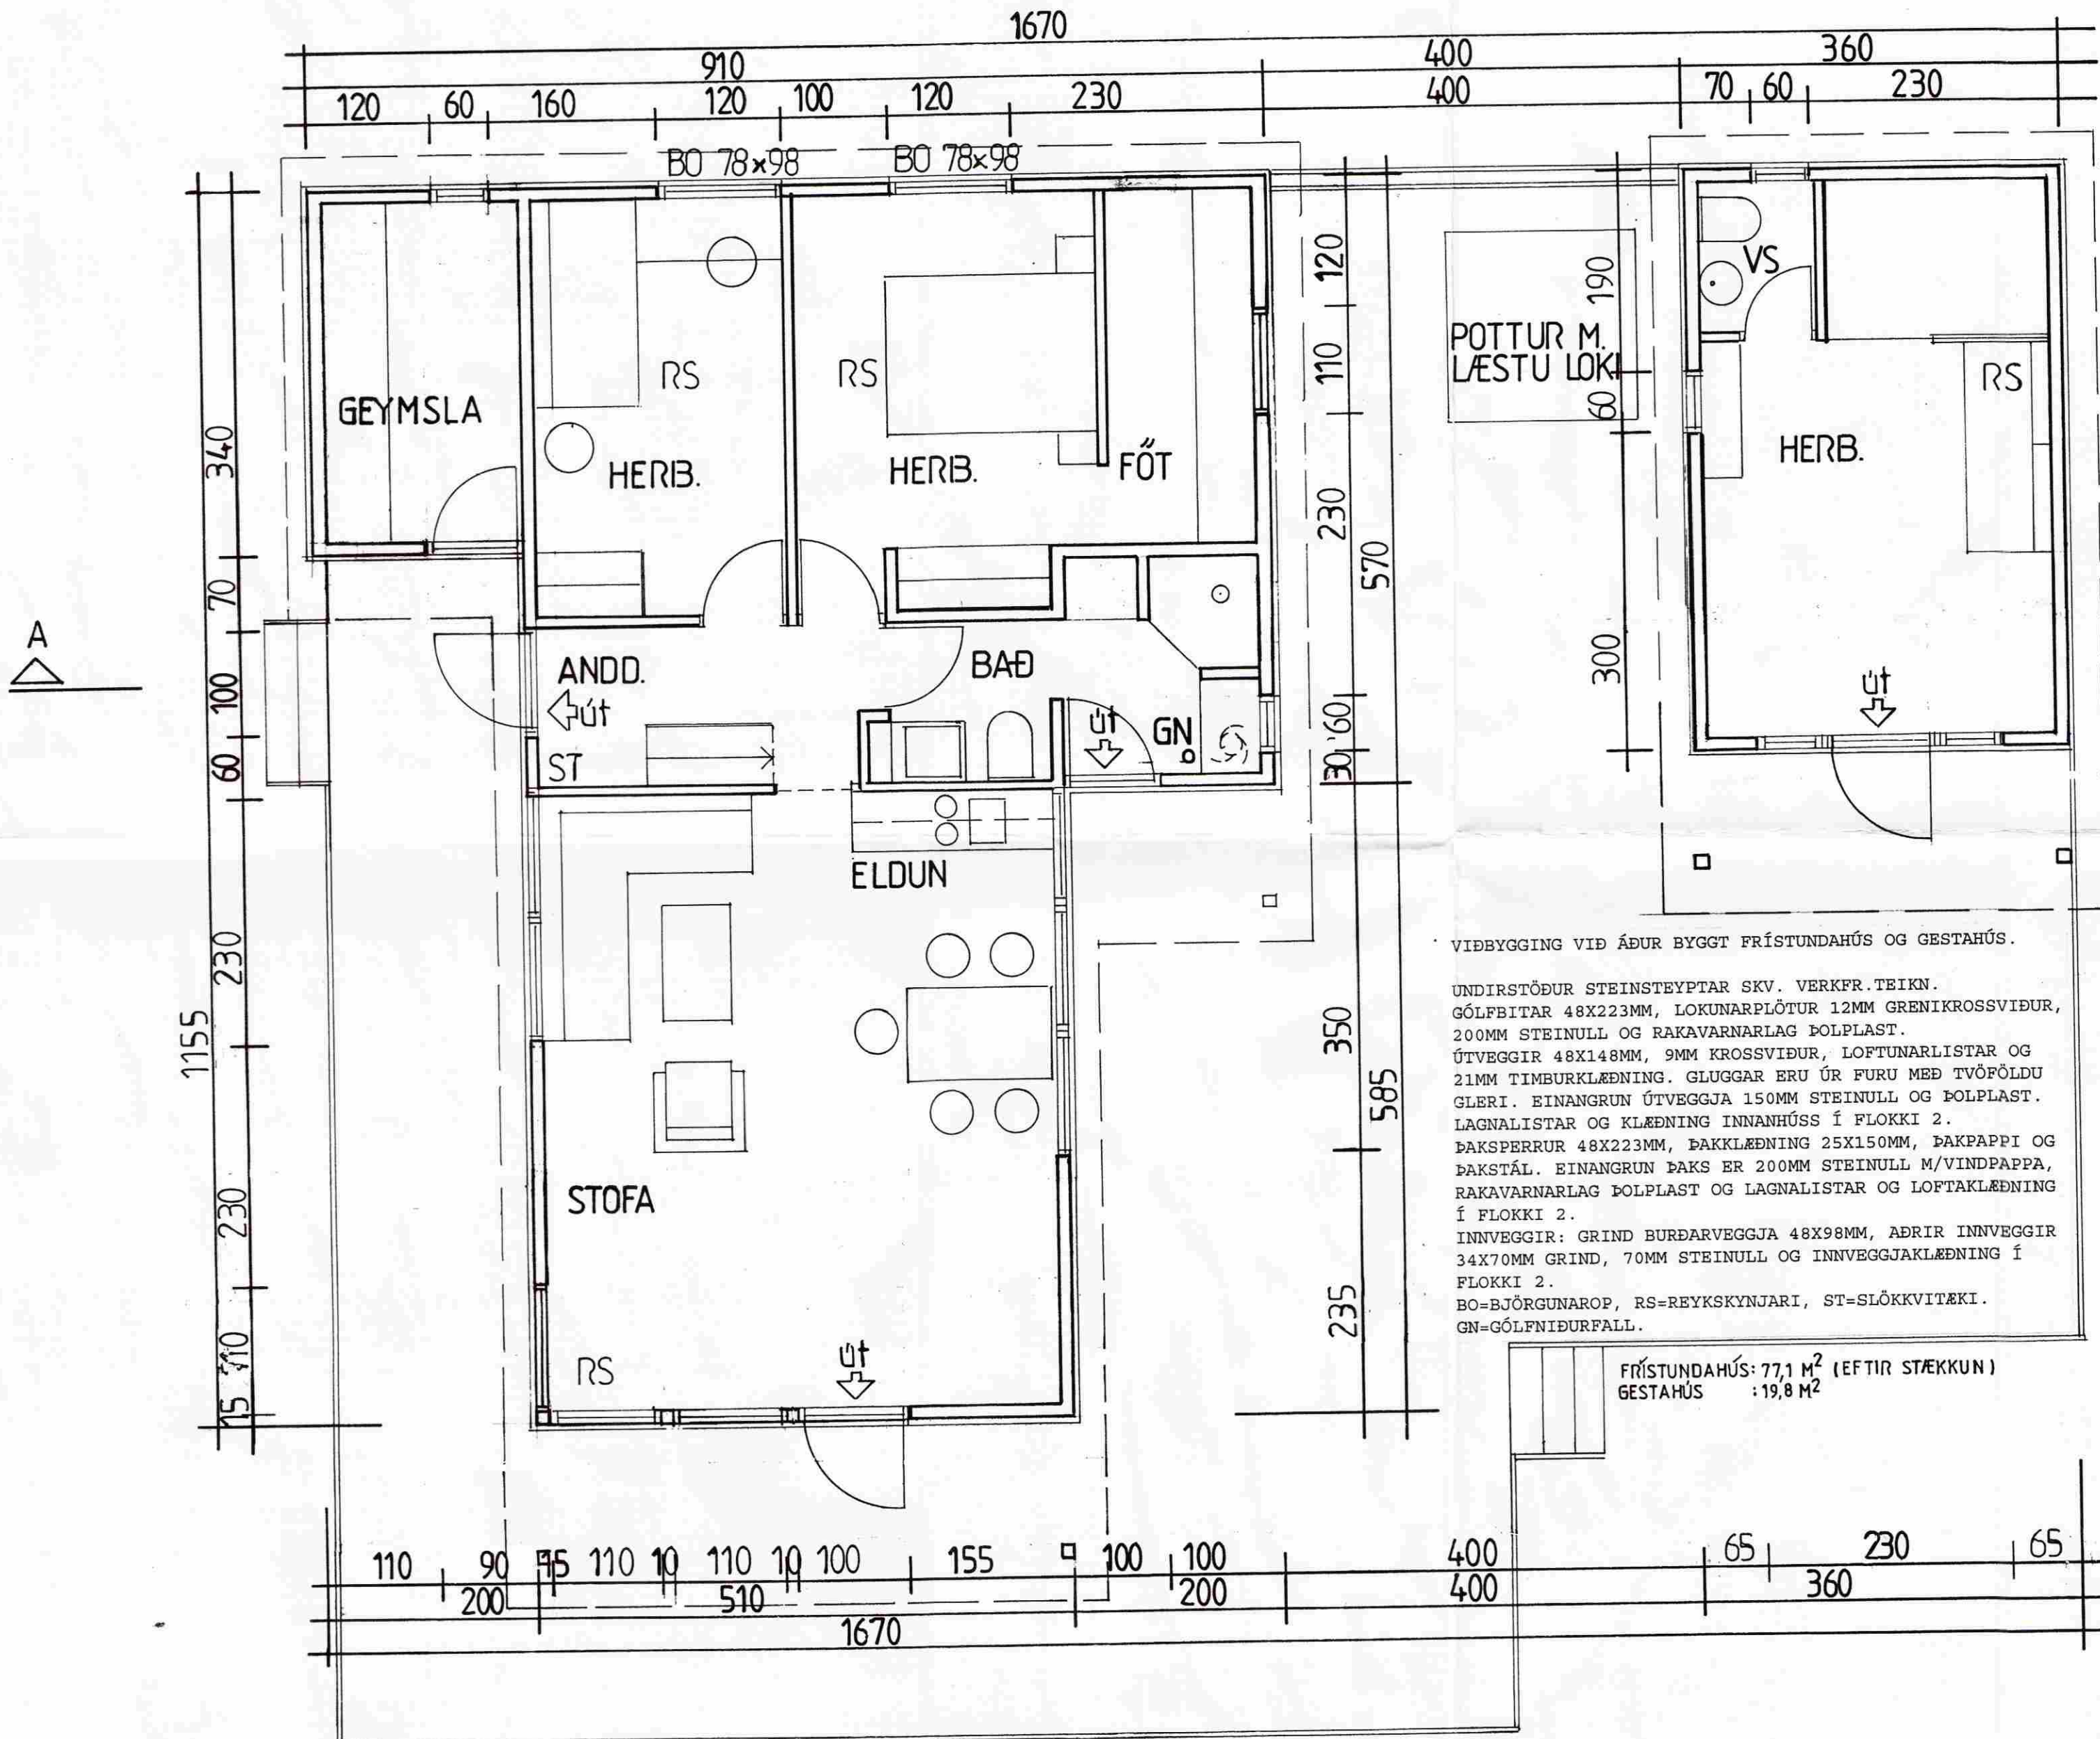 1670
910 400 360
120 60 160 120 100 120 230 400 70 60 230
BO 78x98 BO 78x98
GEYMSLA
RS
HERB.
RS
HERB.
FŐT
120
110
230
60
30
570
350
235
585
POTTUR M.
LÆSTU LOKI
190
60
300
VS
RS
HERB.
út
340
70
100
60
230
230
110
15
1155
A
ANDD.
út
ST
BAÐ
út
GN
ELDUN
STOFA
RS
út
VIÐBYGGING VIÐ ÁÐUR BYGGT FRÍSTUNDAHÚS OG GESTAHÚS.
UNDIRSTÖÐUR STEINSTEYPTAR SKV. VERKFR.TEIKN.
GÓLFBITAR 48X223MM, LOKUNARPLÖTUR 12MM GRENIKROSSVIÐUR,
200MM STEINULL OG RAKAVARNARLAG ÞOLPLAST.
ÚTVEGGIR 48X148MM, 9MM KROSSVIÐUR, LOFTUNARLISTAR OG
21MM TIMBURKLÆÐNING. GLUGGAR ERU ÚR FURU MEÐ TVÖFÖLDU
GLERI. EINANGRUN ÚTVEGGJA 150MM STEINULL OG ÞOLPLAST.
LAGNALISTAR OG KLÆÐNING INNANHÚSS Í FLOKKI 2.
ÞAKSPERRUR 48X223MM, ÞAKKLÆÐNING 25X150MM, ÞAKPAPPI OG
ÞAKSTÁL. EINANGRUN ÞAKS ER 200MM STEINULL M/VINDPAPPA,
RAKAVARNARLAG ÞOLPLAST OG LAGNALISTAR OG LOFTAKLÆÐNING
Í FLOKKI 2.
INNVEGGIR: GRIND BURÐARVEGGJA 48X98MM, AÐRIR INNVEGGIR
34X70MM GRIND, 70MM STEINULL OG INNVEGGJAKLÆÐNING Í
FLOKKI 2.
BO=BJÖRGUNAROP, RS=REYKSKYNJARI, ST=SLÖKKVITÆKI.
GN=GÓLFNIÐURFALL.
FRÍSTUNDAHÚS: 77,1 M² (EFTIR STÆKKUN)
GESTAHÚS : 19,8 M²
110 90 15 110 10 110 10 100 155 100 100 400 65 230 65
200 510 200 400 360
1670